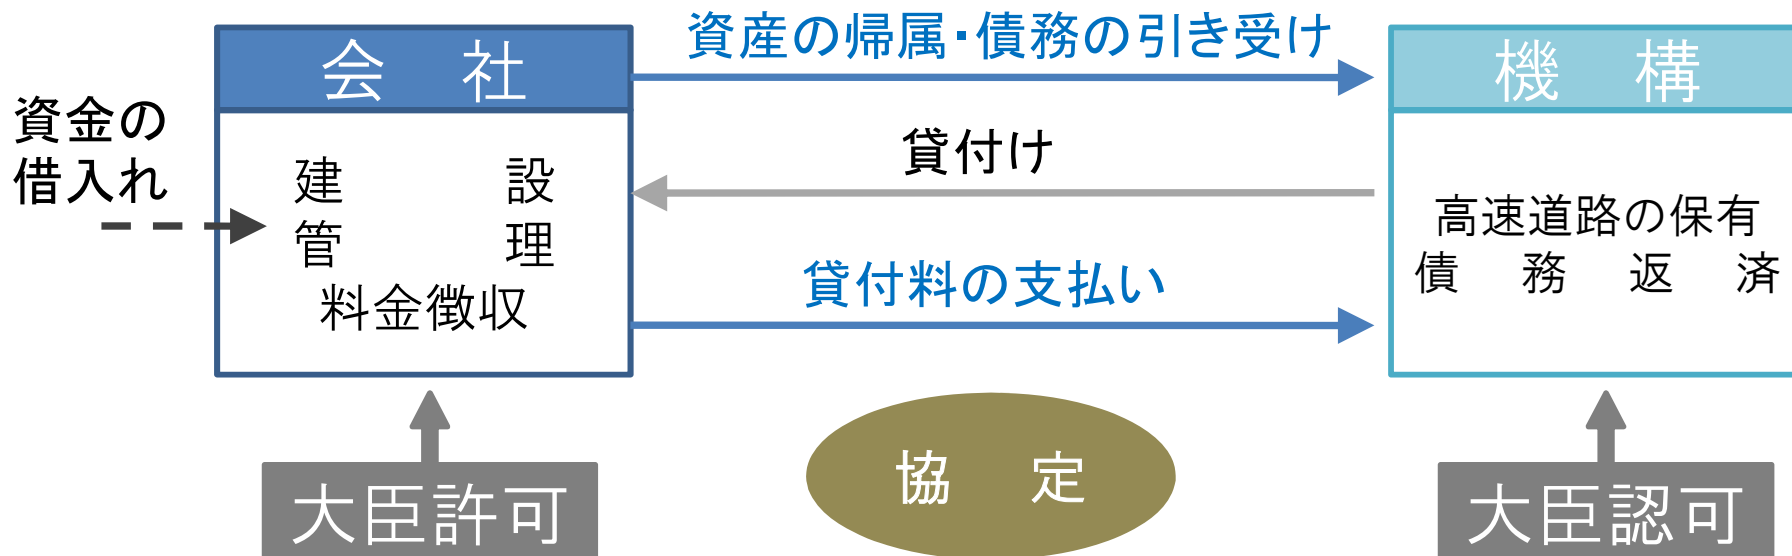 資産の帰属・債務の引き受け
会社
機構
資金の
借入れ
貸付け
建設
管理
料金徴収
高速道路の保有
債務返済
貸付料の支払い
協定
大臣許可
大臣認可